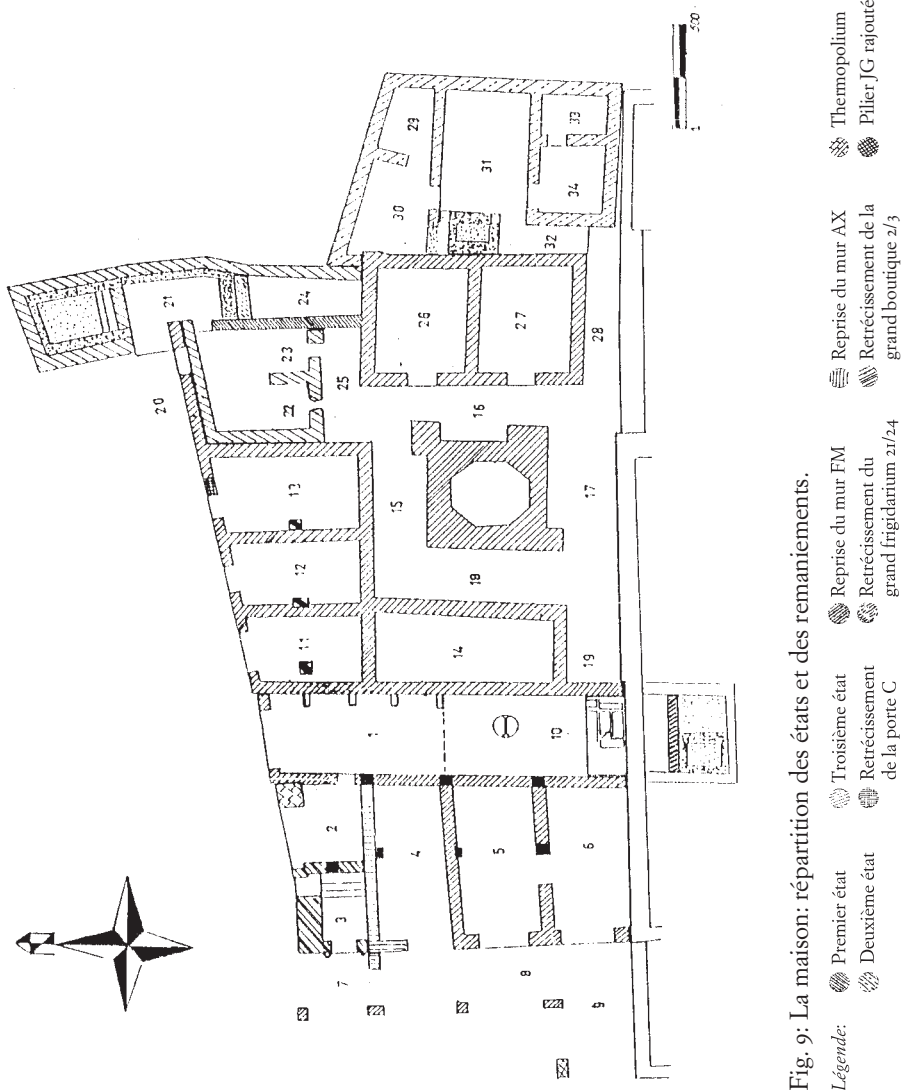 500
1
29
33
30
31
34
32
21
24
26
27
28
20
23
22
25
16
13
15
17
12
18
11
14
19
1
10
2
4
5
6
3
7
8
9
Fig. 9: La maison: répartition des états et des remaniements.
Légende:
Premier état
Deuxième état
Troisième état
Retrécissement
de la porte C
Reprise du mur FM
Retrécissement du
grand frigidarium 21/24
Reprise du mur AX
Retrécissement de la
grand boutique 2/3
Thermopolium
Pilier JG rajouté